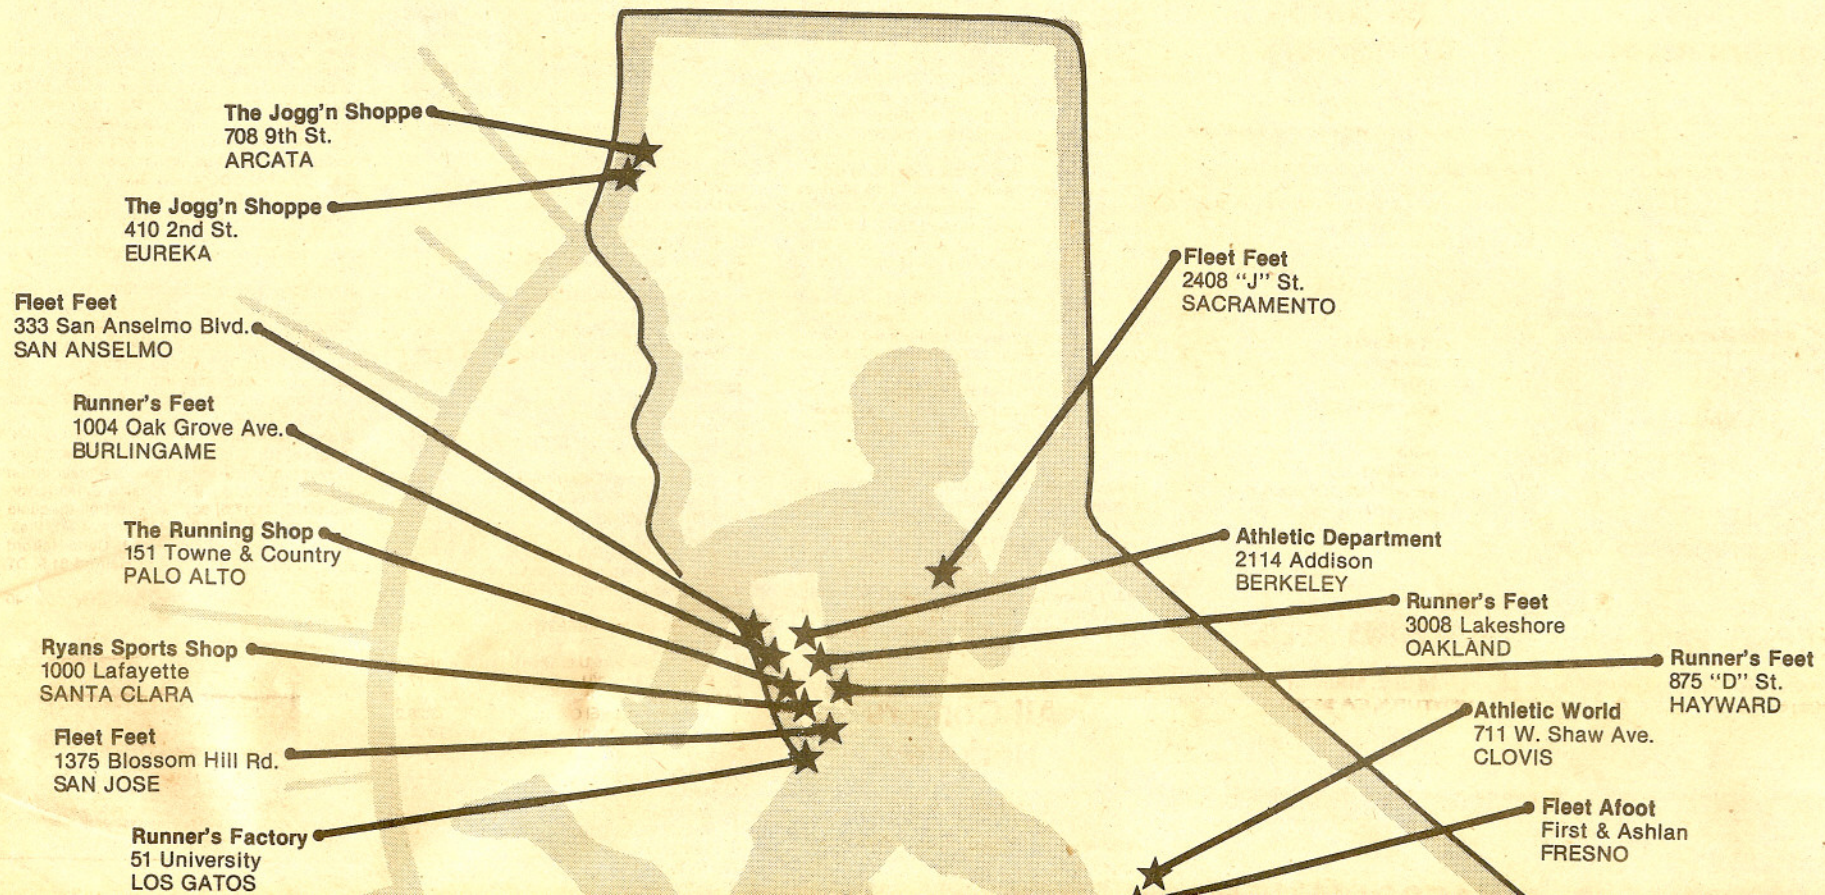 The Jogg'n Shoppe
708 9th St.
ARCATA
The Jogg'n Shoppe
410 2nd St.
EUREKA
Fleet Feet
333 San Anselmo Blvd.
SAN ANSELMO
Runner's Feet
1004 Oak Grove Ave.
BURLINGAME
The Running Shop
151 Towne & Country
PALO ALTO
Ryans Sports Shop
1000 Lafayette
SANTA CLARA
Fleet Feet
1375 Blossom Hill Rd.
SAN JOSE
Runner's Factory
51 University
LOS GATOS
Fleet Feet
2408 "J" St.
SACRAMENTO
Athletic Department
2114 Addison
BERKELEY
Runner's Feet
3008 Lakeshore
OAKLAND
Runner's Feet
875 "D" St.
HAYWARD
Athletic World
711 W. Shaw Ave.
CLOVIS
Fleet Afoot
First & Ashlan
FRESNO